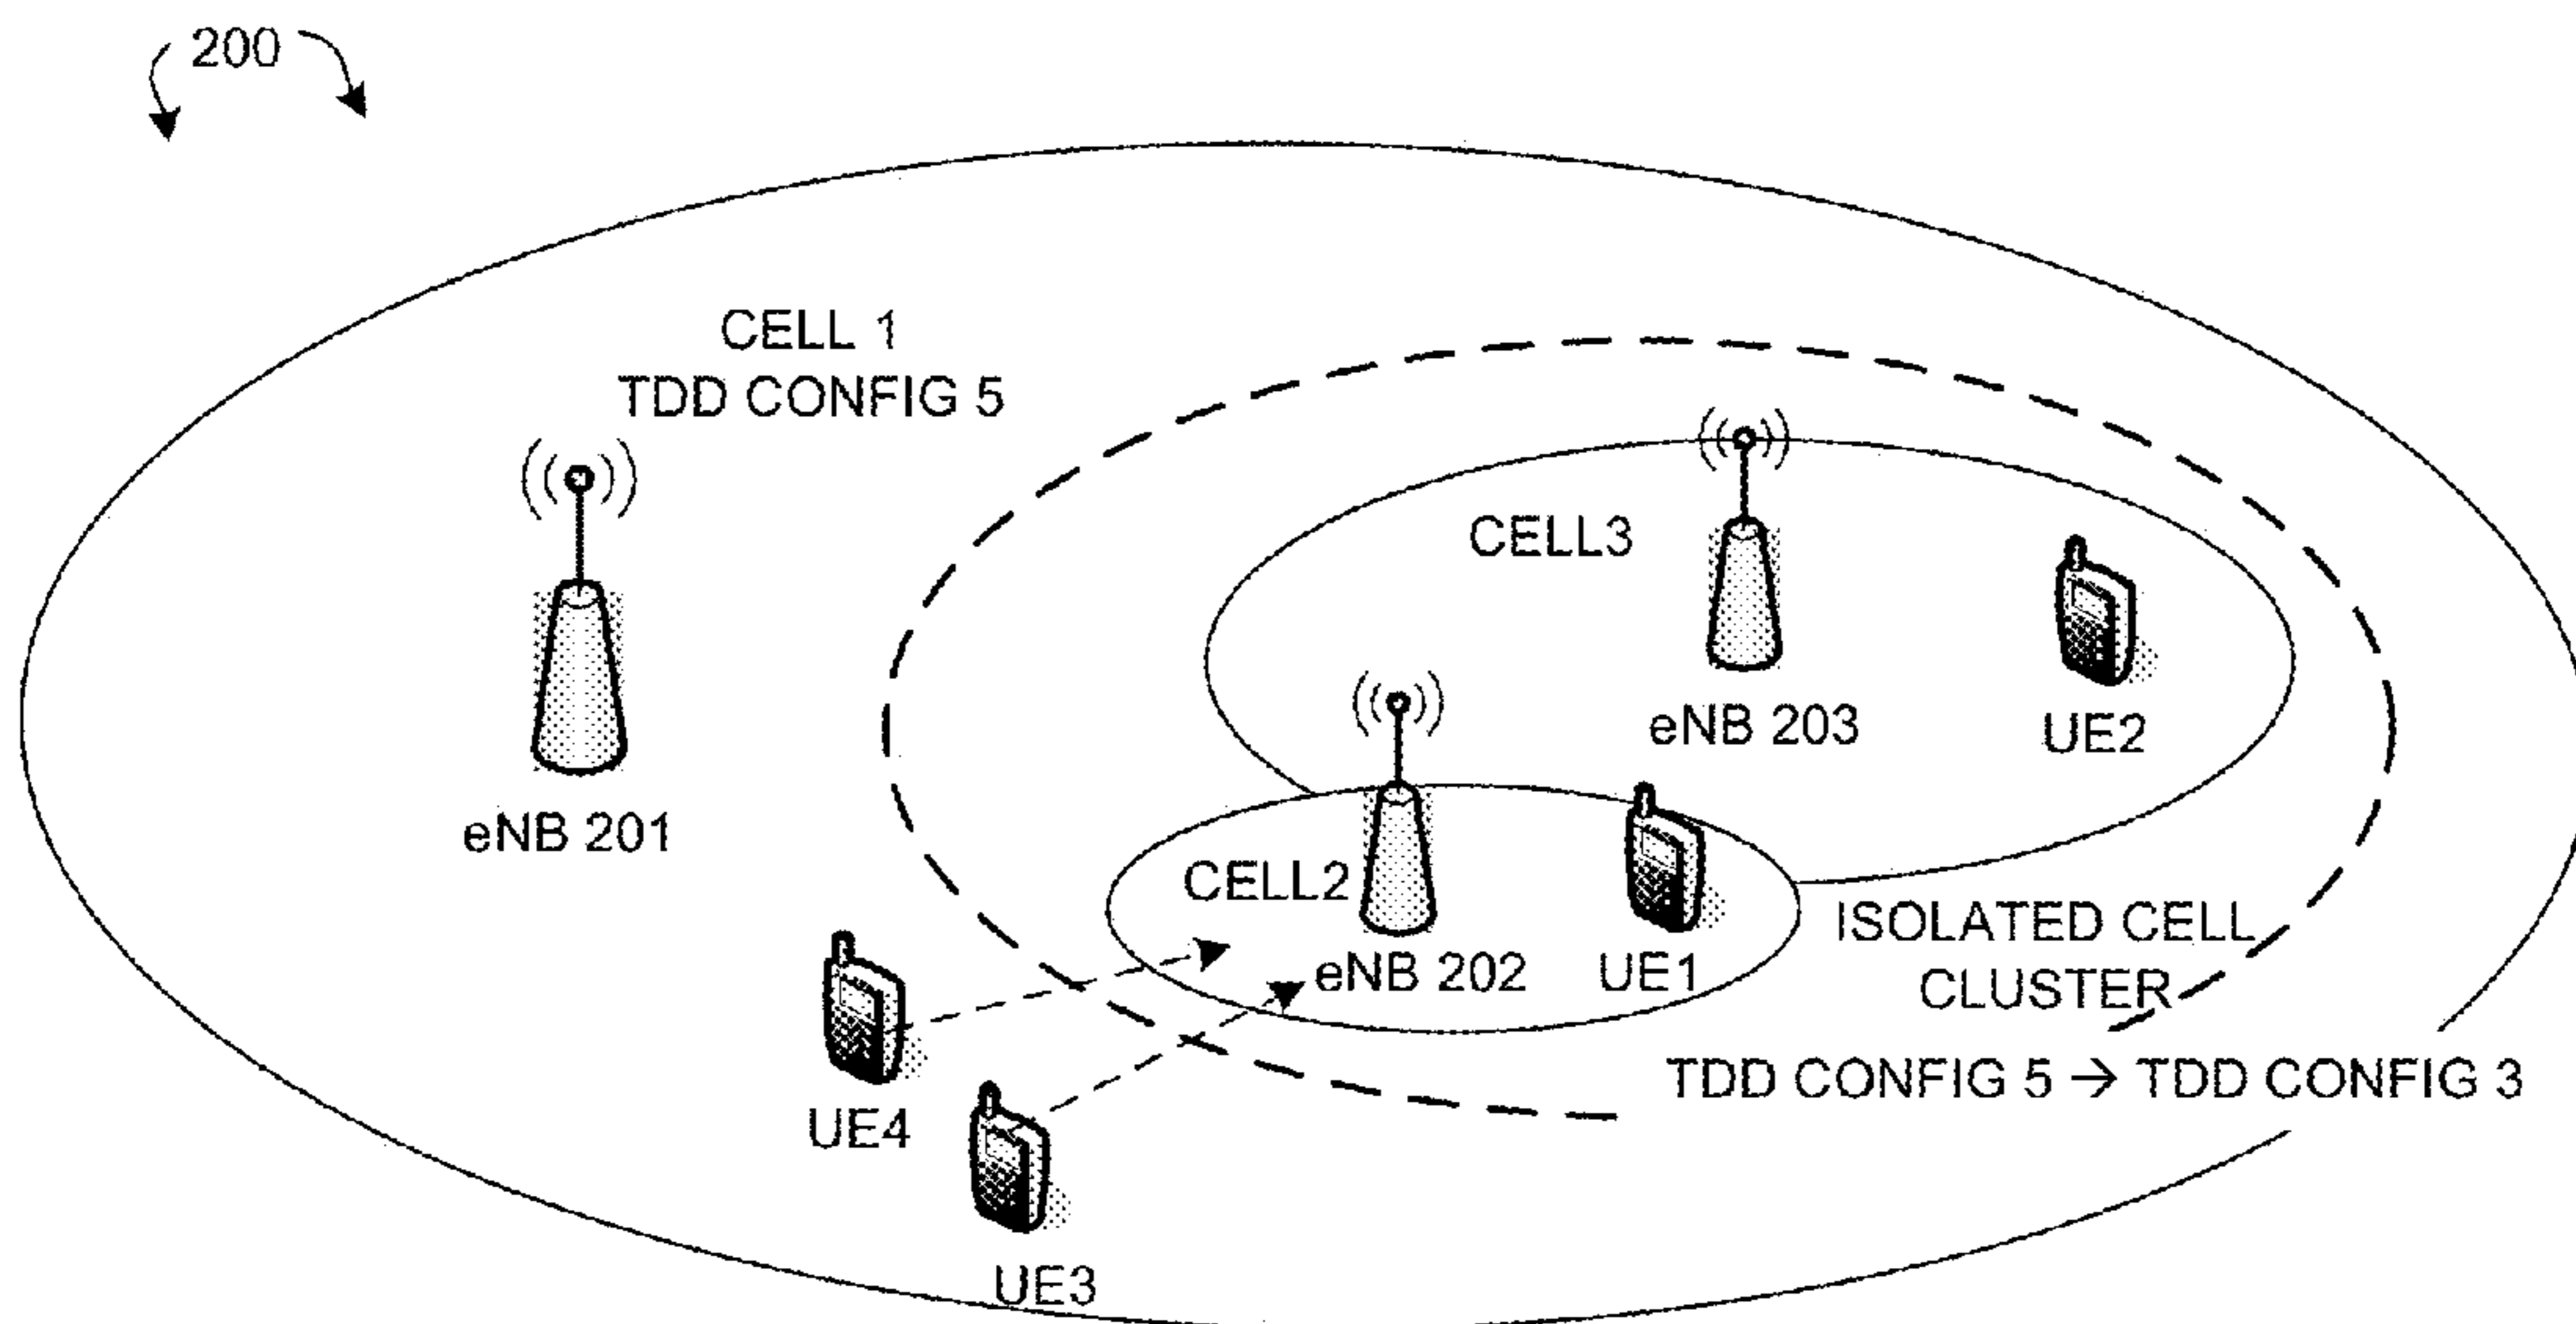 200
CELL 1
TDD CONFIG 5
CELL3
eNB 203
UE2
eNB 201
CELL2
eNB 202
UE1
ISOLATED CELL
CLUSTER
TDD CONFIG 5 → TDD CONFIG 3
UE4
UE3